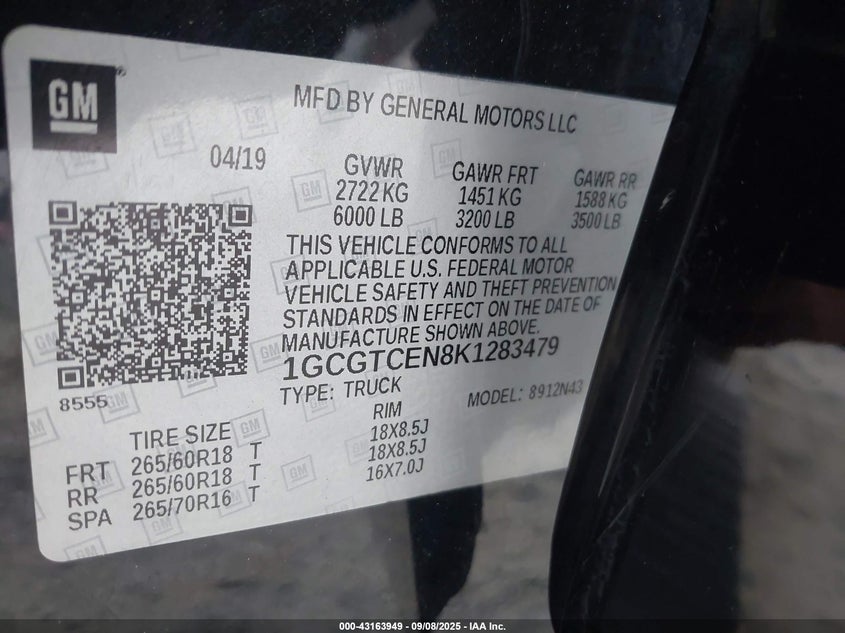 GM
MFD BY GENERAL MOTORS LLC
04/19
GVWR GAWR FRT GAWR RR
2722 KG 1451 KG 1588 KG
6000 LB 3200 LB 3500 LB
THIS VEHICLE CONFORMS TO ALL
APPLICABLE U.S. FEDERAL MOTOR
VEHICLE SAFETY AND THEFT PREVENTION
STANDARDS IN EFFECT ON THE DATE OF
MANUFACTURE SHOWN ABOVE.
1GCGTCEN8K1283479
TYPE: TRUCK MODEL: 8912N43
8555
TIRE SIZE RIM
FRT 265/60R18 T 18X8.5J
RR 265/60R18 T 18X8.5J
SPA 265/70R16 T 16X7.0J
000-43163949 - 09/08/2025 - IAA Inc.